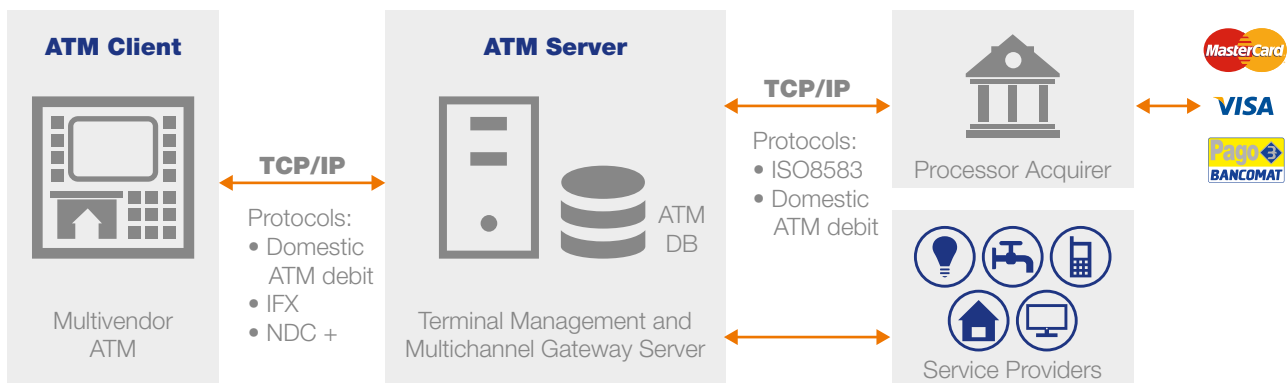 ATM Client
Multivendor
ATM
TCP/IP
Protocols:
• Domestic
ATM debit
• IFX
• NDC +
ATM Server
ATM
DB
Terminal Management and
Multichannel Gateway Server
TCP/IP
Protocols:
• ISO8583
• Domestic
ATM debit
Processor Acquirer
Service Providers
MasterCard
VISA
Pago
BANCOMAT